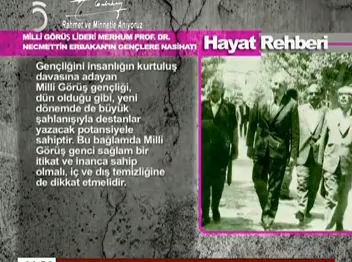 Rahmet ve Minnetle Anıyoruz
MİLLİ GÖRÜŞ LİDERİ MERHUM PROF. DR.
NECMETTİN ERBAKAN'IN GENÇLERE NASİHATI
Hayat Rehberi
Gençliğini insanlığın kurtuluş
davasına adayan
Milli Görüş gençliği,
dün olduğu gibi, yeni
dönemde de büyük
şahlanışıyla destanlar
yazacak potansiyele
sahiptir. Bu bağlamda Milli
Görüş genci sağlam bir
itikat ve inanca sahip
olmalı, iç ve dış temizliğine
de dikkat etmelidir.